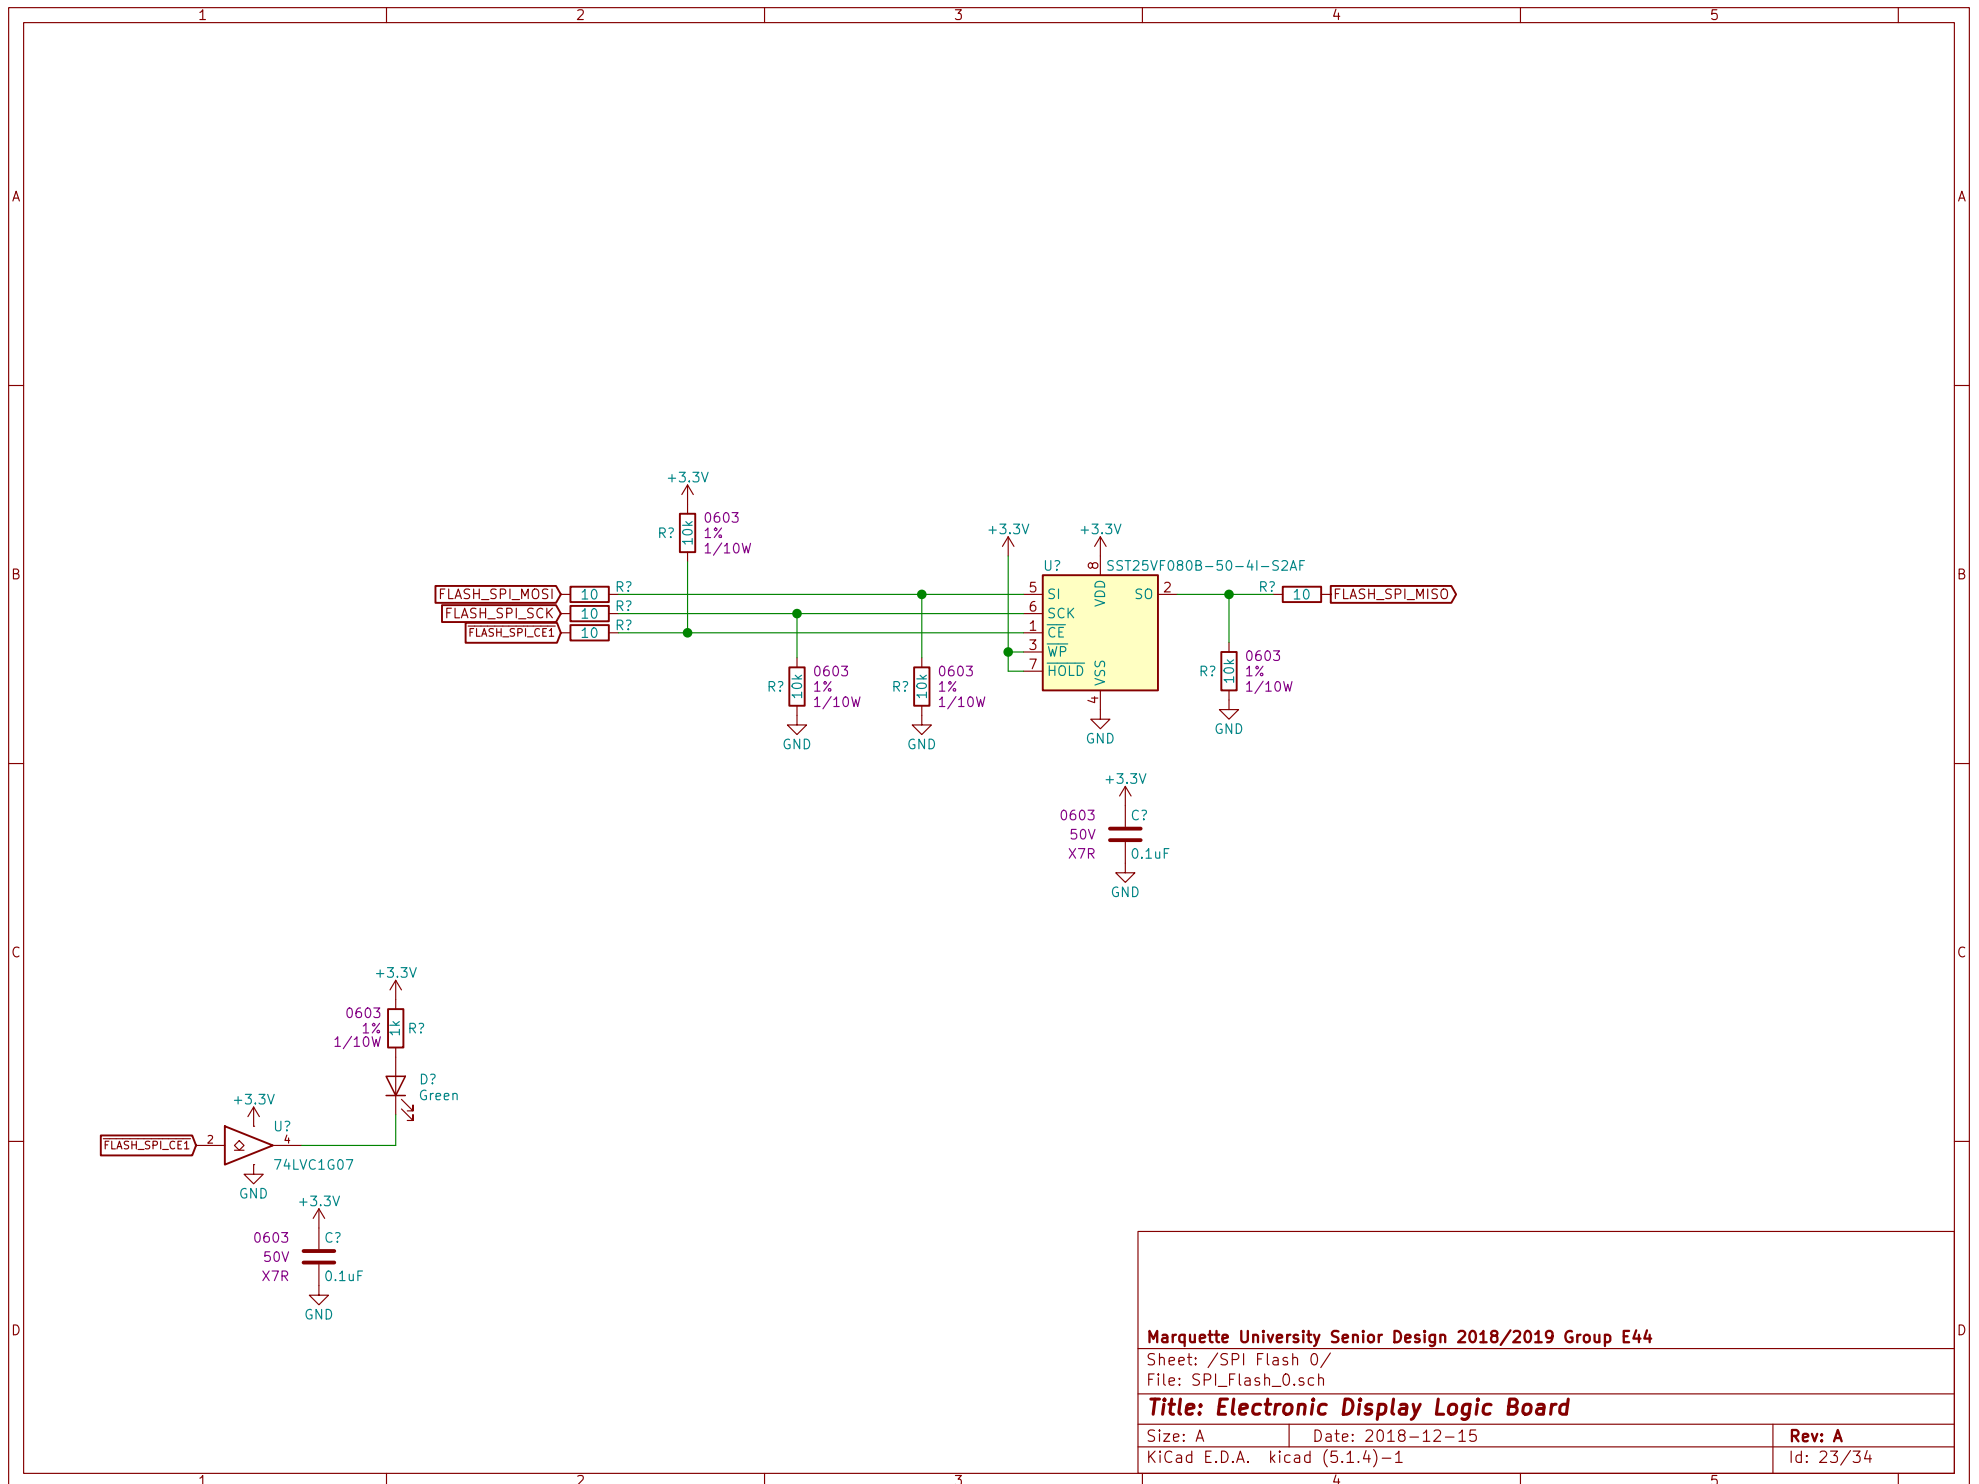 1 2 3 4 5
A A
+3.3V
0603
R? 10k 1%
1/10W
+3.3V +3.3V
U? 8 SST25VF080B-50-4I-S2AF
B B
FLASH_SPI_MOSI 10 R?
FLASH_SPI_SCK 10 R?
FLASH_SPI_CE1 10 R?
5 SI VDD SO 2
6 SCK
1 CE
3 WP
7 HOLD VSS
4
GND
R? 10 FLASH_SPI_MISO
0603
R? 10k 1%
1/10W
GND
0603
R? 10k 1%
1/10W
GND
0603
R? 10k 1%
1/10W
GND
+3.3V
0603 C?
50V
X7R 0.1uF
GND
C C
+3.3V
0603
1% 1k R?
1/10W
D?
Green
+3.3V
U?
FLASH_SPI_CE1 2 4
74LVC1G07
GND
+3.3V
0603 C?
50V
X7R 0.1uF
GND
D D
Marquette University Senior Design 2018/2019 Group E44
Sheet: /SPI Flash 0/
File: SPI_Flash_0.sch
Title: Electronic Display Logic Board
Size: A Date: 2018-12-15 Rev: A
KiCad E.D.A. kicad (5.1.4)-1 Id: 23/34
1 2 3 4 5